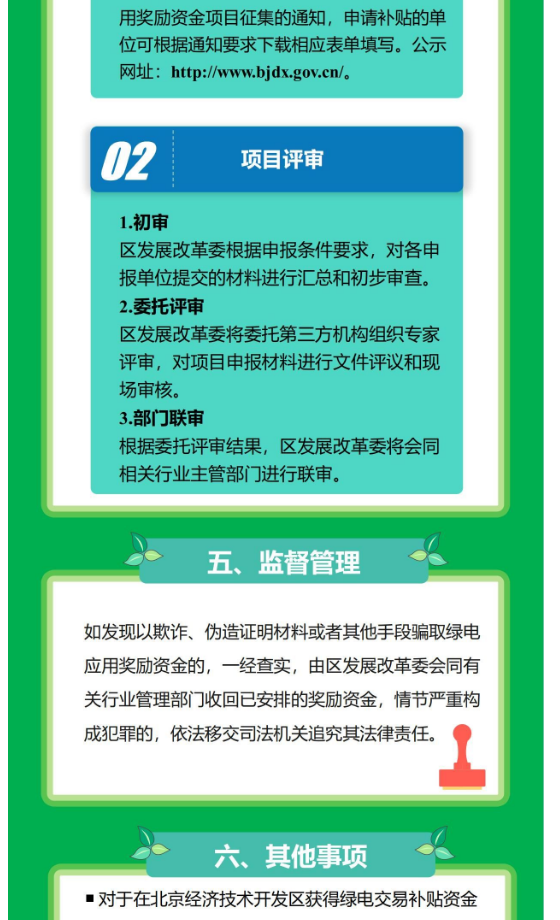 用奖励资金项目征集的通知，申请补贴的单
位可根据通知要求下载相应表单填写。公示
网址：http://www.bjdx.gov.cn/。
02 项目评审
1.初审
区发展改革委根据申报条件要求，对各申
报单位提交的材料进行汇总和初步审查。
2.委托评审
区发展改革委将委托第三方机构组织专家
评审，对项目申报材料进行文件评议和现
场审核。
3.部门联审
根据委托评审结果，区发展改革委将会同
相关行业主管部门进行联审。
五、监督管理
如发现以欺诈、伪造证明材料或者其他手段骗取绿电
应用奖励资金的，一经查实，由区发展改革委会同有
关行业管理部门收回已安排的奖励资金，情节严重构
成犯罪的，依法移交司法机关追究其法律责任。
六、其他事项
■ 对于在北京经济技术开发区获得绿电交易补贴资金